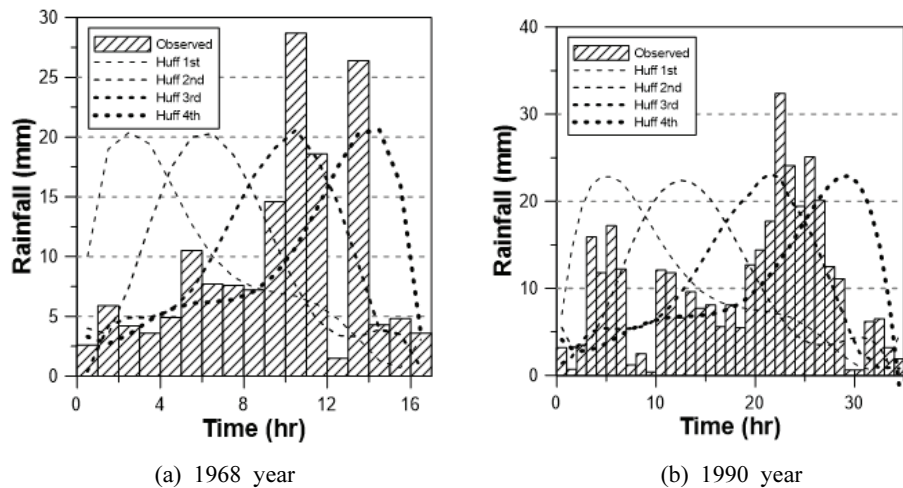 30
25
20
15
10
5
0
Rainfall (mm)
Observed
Huff 1st
Huff 2nd
Huff 3rd
Huff 4th
0 4 8 12 16
Time (hr)
(a) 1968 year
40
30
20
10
0
Rainfall (mm)
Observed
Huff 1st
Huff 2nd
Huff 3rd
Huff 4th
0 10 20 30
Time (hr)
(b) 1990 year